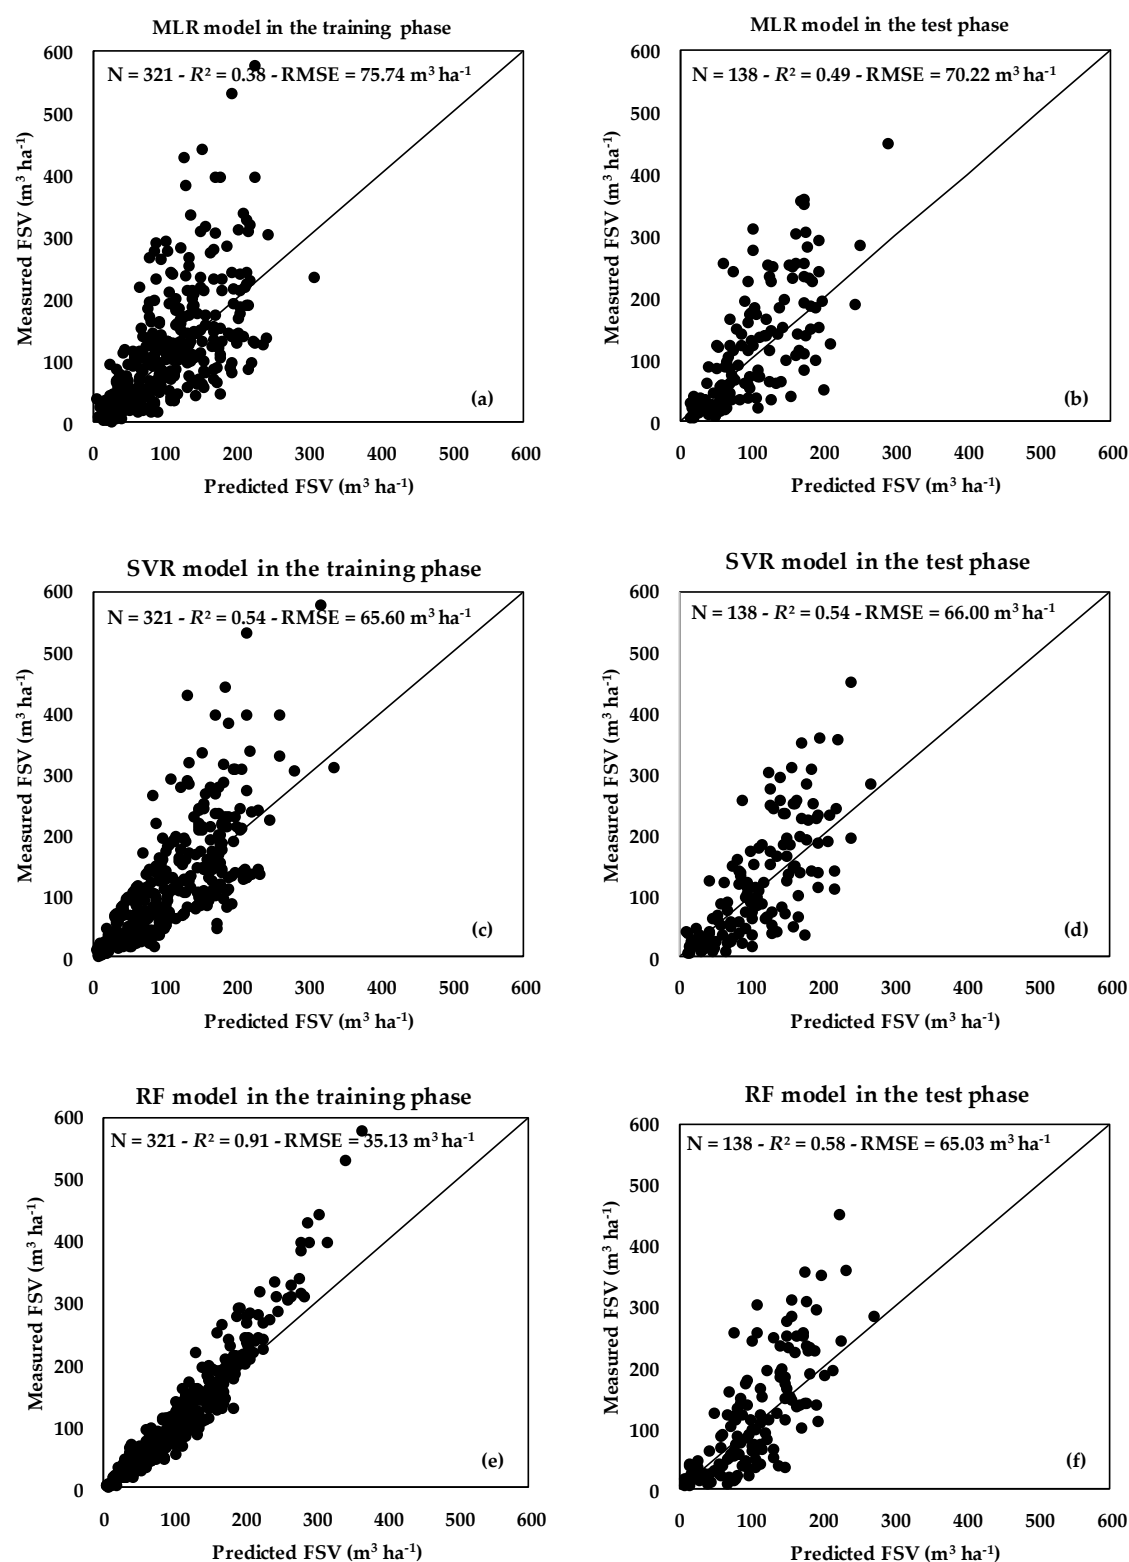 MLR model in the training phase
N = 321 - R² = 0.38 - RMSE = 75.74 m³ ha⁻¹
Measured FSV (m³ ha⁻¹)
600
500
400
300
200
100
0
(a)
0 100 200 300 400 500 600
Predicted FSV (m³ ha⁻¹)
MLR model in the test phase
N = 138 - R² = 0.49 - RMSE = 70.22 m³ ha⁻¹
Measured FSV (m³ ha⁻¹)
600
500
400
300
200
100
0
(b)
0 100 200 300 400 500 600
Predicted FSV (m³ ha⁻¹)
SVR model in the training phase
N = 321 - R² = 0.54 - RMSE = 65.60 m³ ha⁻¹
Measured FSV (m³ ha⁻¹)
600
500
400
300
200
100
0
(c)
0 100 200 300 400 500 600
Predicted FSV (m³ ha⁻¹)
SVR model in the test phase
N = 138 - R² = 0.54 - RMSE = 66.00 m³ ha⁻¹
Measured FSV (m³ ha⁻¹)
600
500
400
300
200
100
0
(d)
0 100 200 300 400 500 600
Predicted FSV (m³ ha⁻¹)
RF model in the training phase
N = 321 - R² = 0.91 - RMSE = 35.13 m³ ha⁻¹
Measured FSV (m³ ha⁻¹)
600
500
400
300
200
100
0
(e)
0 100 200 300 400 500 600
Predicted FSV (m³ ha⁻¹)
RF model in the test phase
N = 138 - R² = 0.58 - RMSE = 65.03 m³ ha⁻¹
Measured FSV (m³ ha⁻¹)
600
500
400
300
200
100
0
(f)
0 100 200 300 400 500 600
Predicted FSV (m³ ha⁻¹)